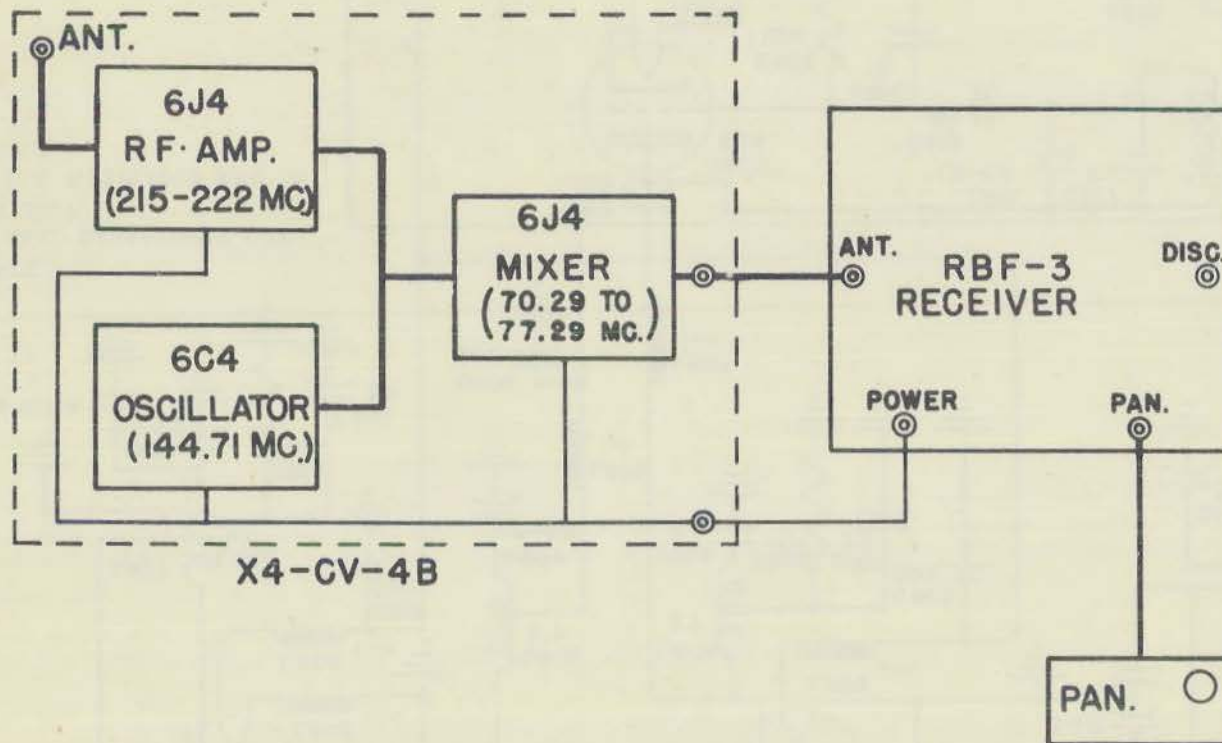 ANT.
6J4
RF. AMP.
(215-222 MC.)
6C4
OSCILLATOR
(144.71 MC.)
6J4
MIXER
(70.29 TO
77.29 MC.)
X4-CV-4B
ANT.
RBF-3
RECEIVER
DISC.
POWER
PAN.
PAN.